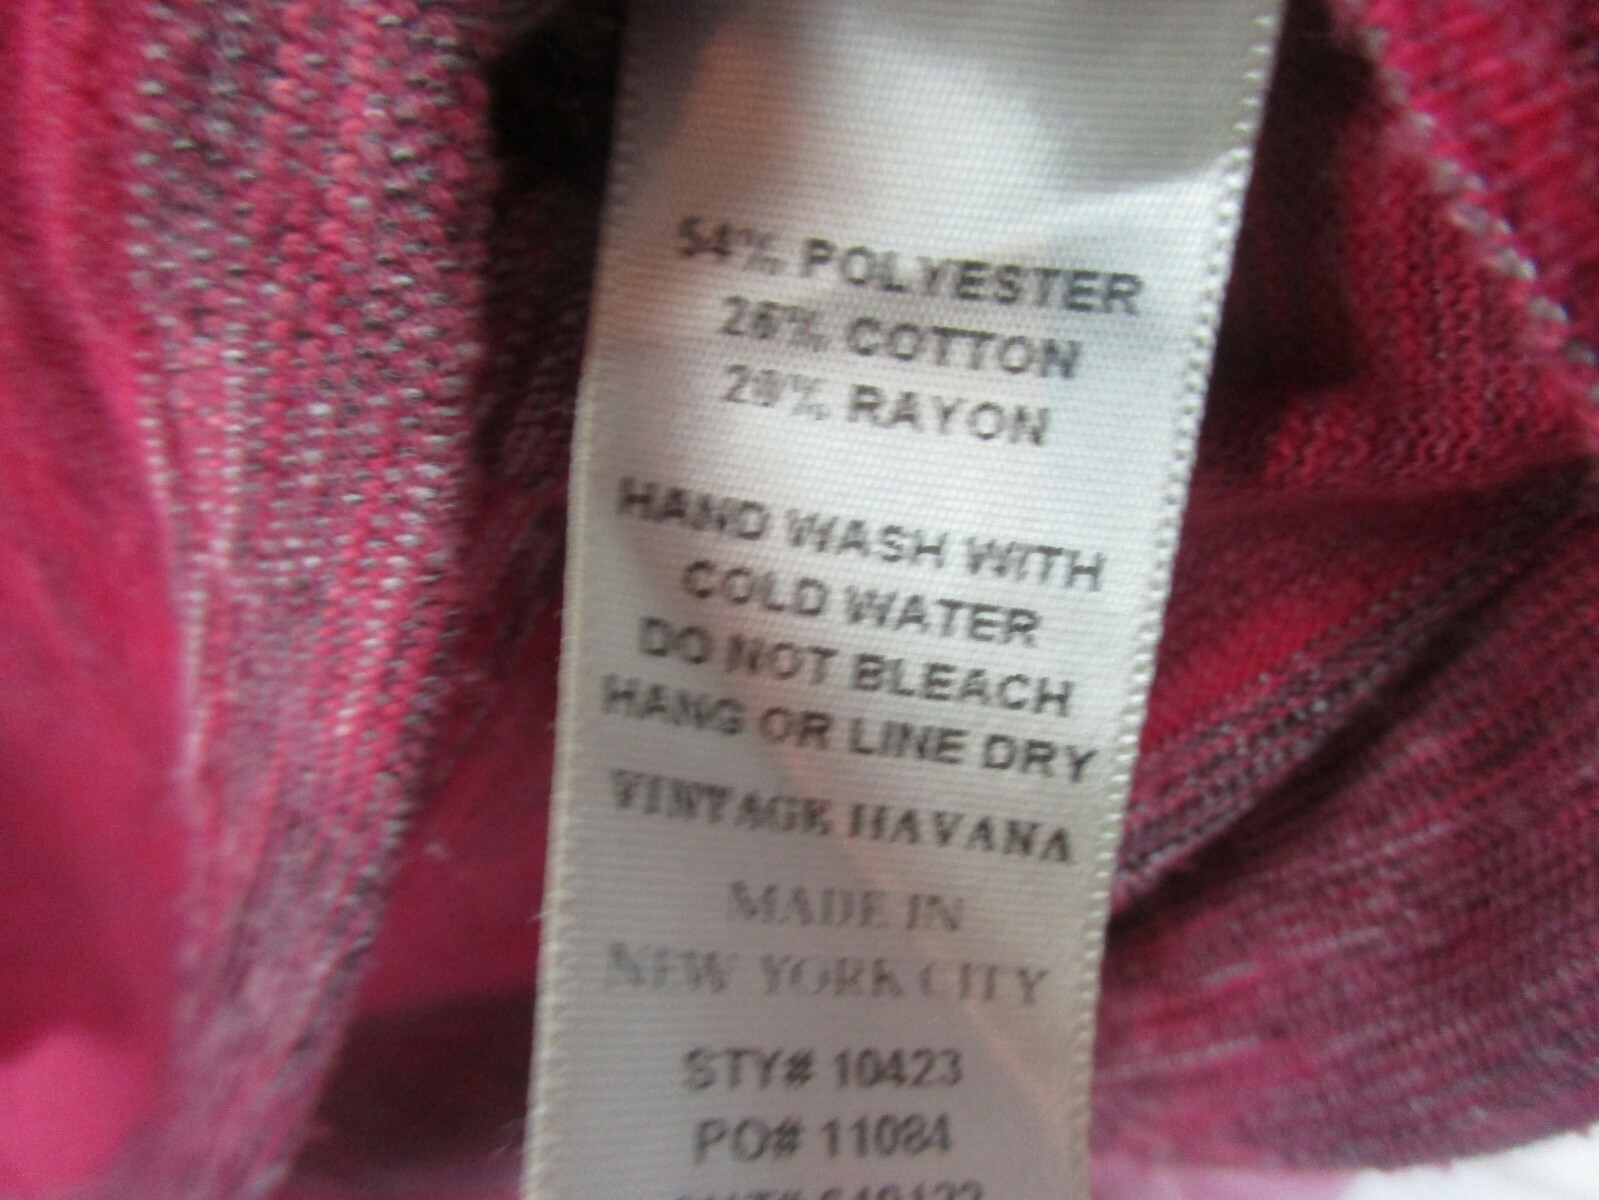 54% POLYESTER
26% COTTON
20% RAYON
HAND WASH WITH
COLD WATER
DO NOT BLEACH
HANG OR LINE DRY
VINTAGE HAVANA
MADE IN
NEW YORK CITY
STY# 10423
PO# 11084